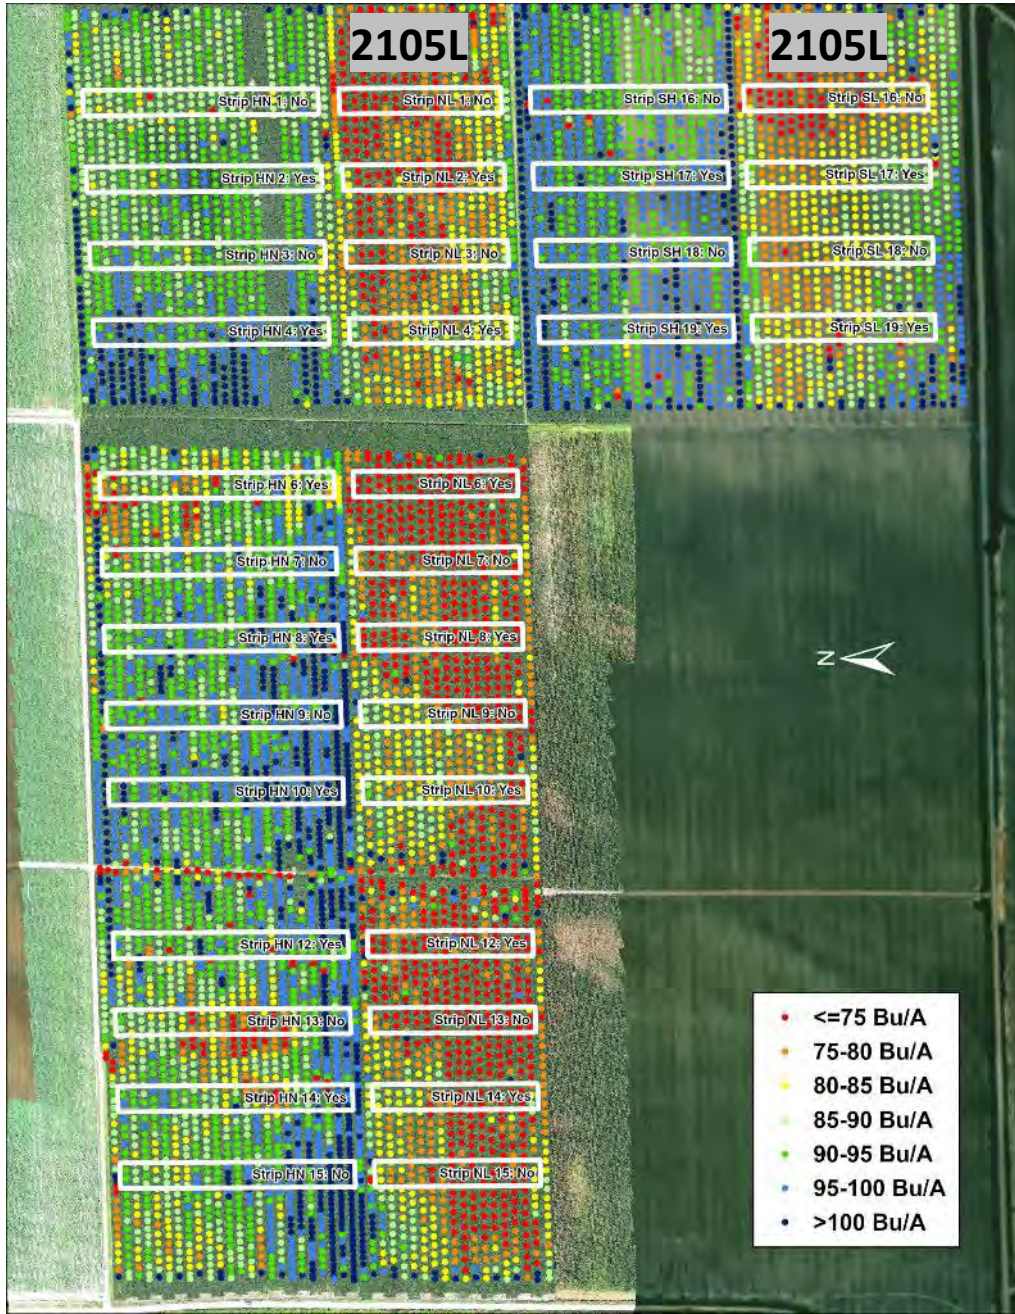 2105L 2105L
Strip HN 1: No Strip NL 1: No Strip SH 16: No Strip SL 16: No
Strip HN 2: Yes Strip NL 2: Yes Strip SH 17: Yes Strip SL 17: Yes
Strip HN 3: No Strip NL 3: No Strip SH 18: No Strip SL 18: No
Strip HN 4: Yes Strip NL 4: Yes Strip SH 19: Yes Strip SL 19: Yes
Strip HN 6: Yes Strip NL 6: Yes
Strip HN 7: No Strip NL 7: No
Strip HN 8: Yes Strip NL 8: Yes
N
Strip HN 9: No Strip NL 9: No
Strip HN 10: Yes Strip NL 10: Yes
Strip HN 12: Yes Strip NL 12: Yes
Strip HN 13: No Strip NL 13: No
Strip HN 14: Yes Strip NL 14: Yes
Strip HN 15: No Strip NL 15: No
<=75 Bu/A
75-80 Bu/A
80-85 Bu/A
85-90 Bu/A
90-95 Bu/A
95-100 Bu/A
>100 Bu/A